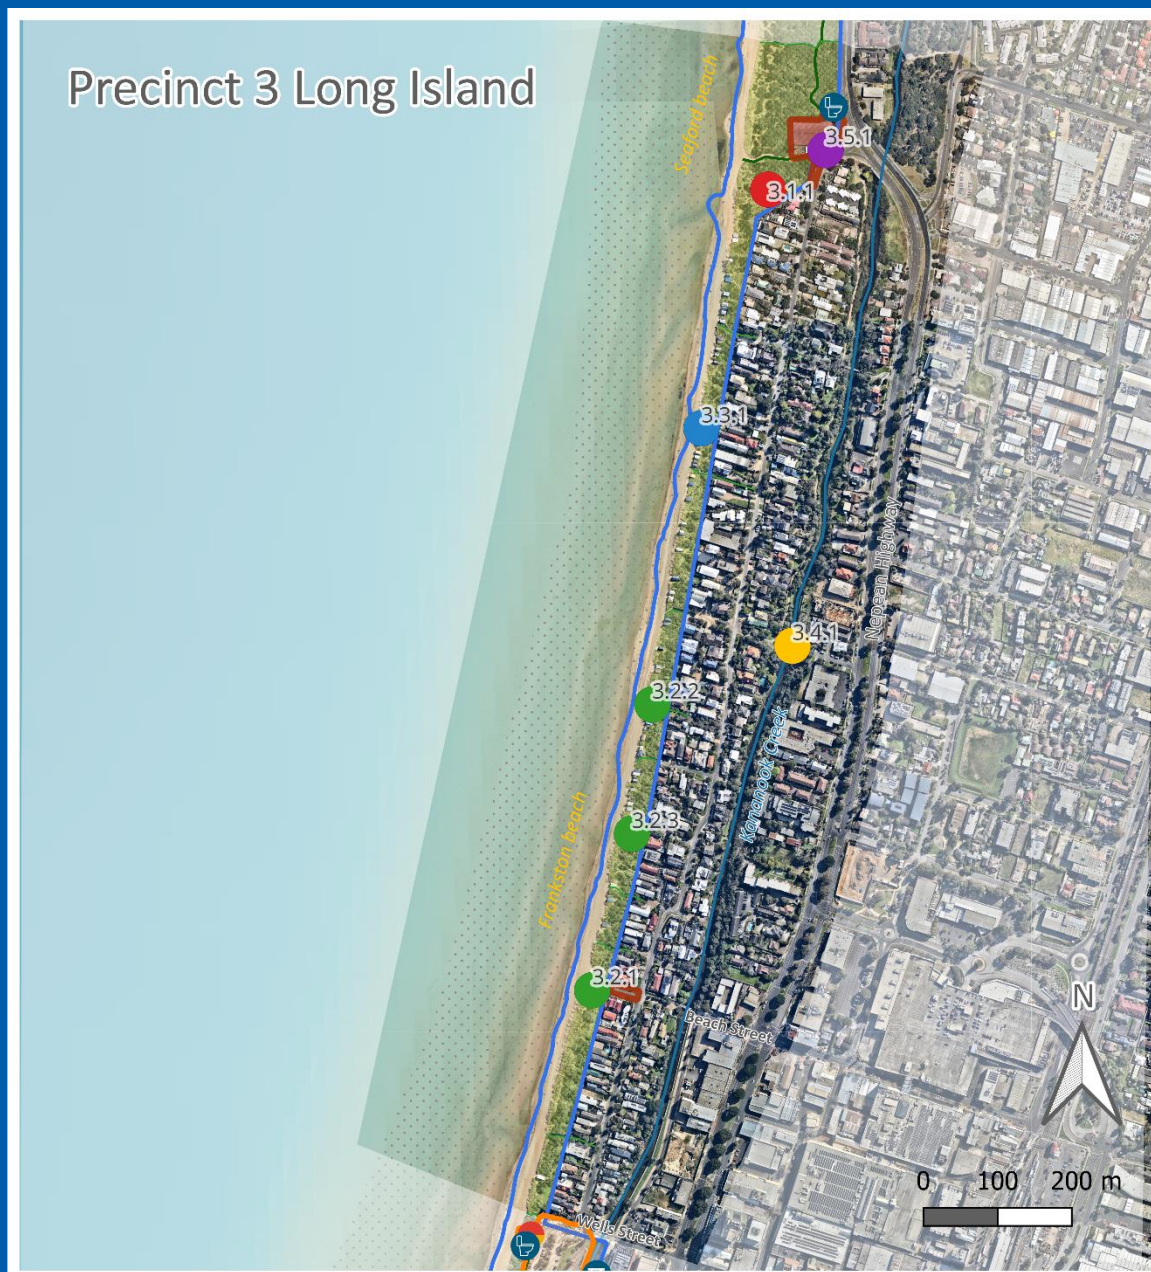 Precinct 3 Long Island
Seaford beach
3.5.1
3.1.1
3.3.1
Nepean Highway
3.4.1
3.2.2
Kananook Creek
3.2.3
Frankston beach
3.2.1
N
Beach Street
0 100 200 m
Wells Street